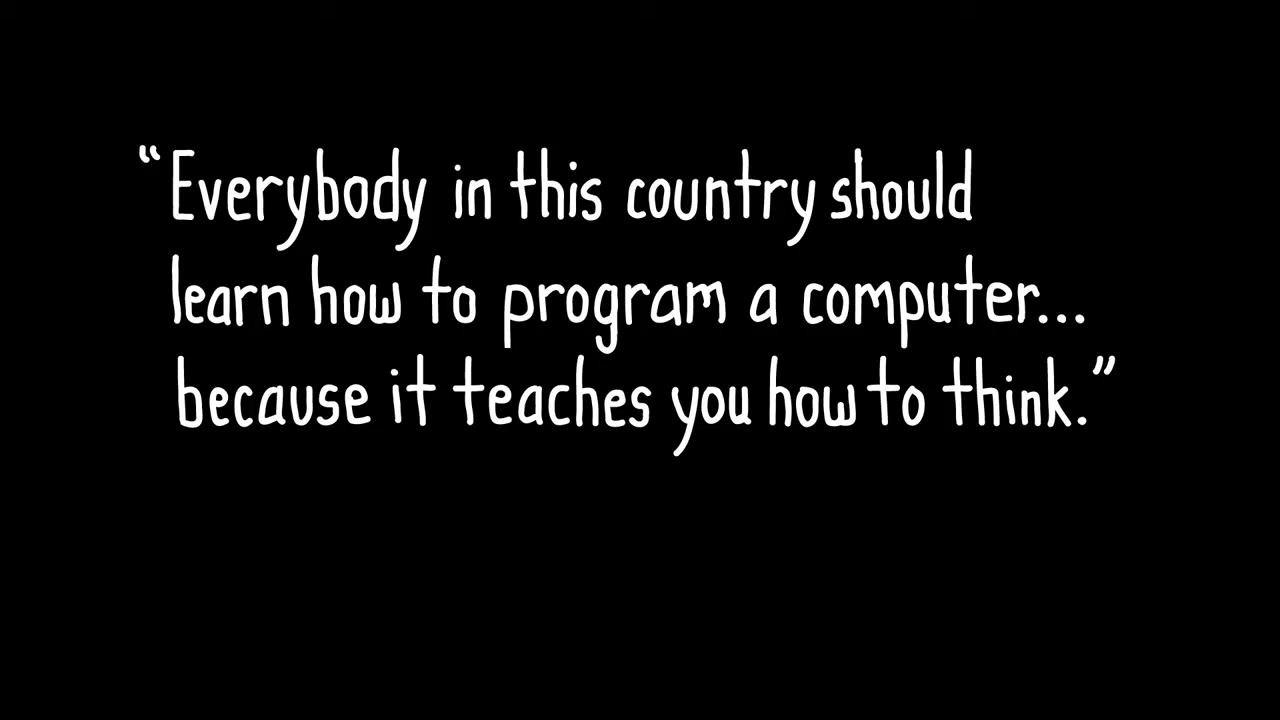 “Everybody in this country should
learn how to program a computer...
because it teaches you how to think.”